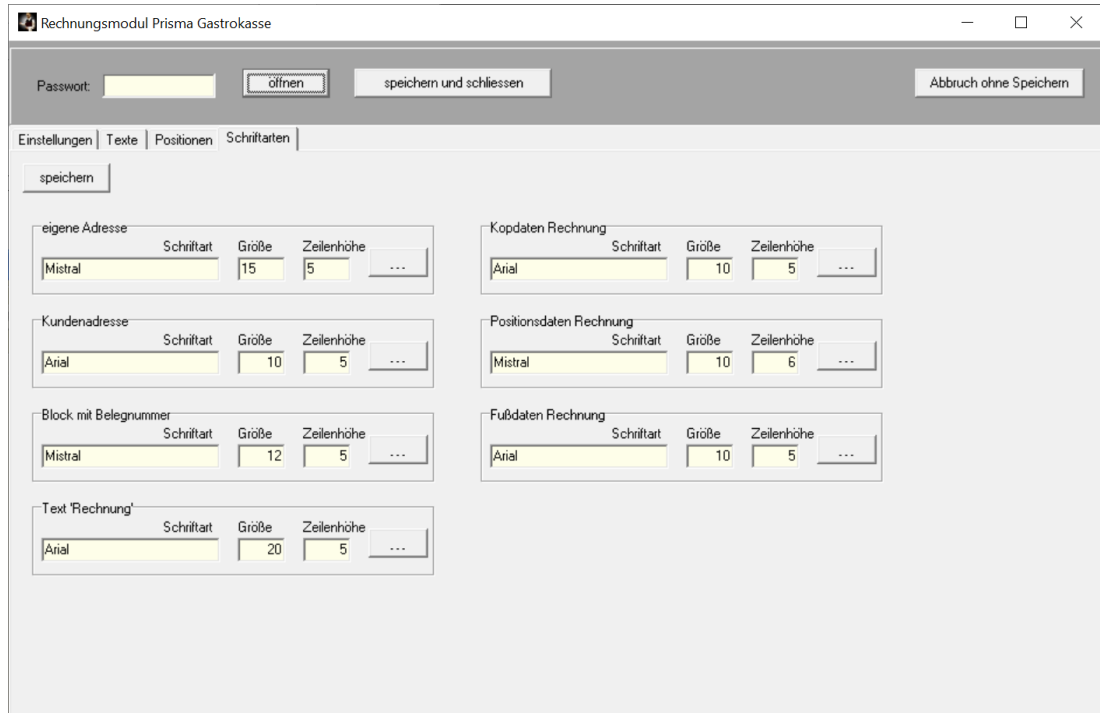 Rechnungsmodul Prisma Gastrokasse
Passwort:
öffnen
speichern und schliessen
Abbruch ohne Speichern
Einstellungen Texte Positionen Schriftarten
speichern
eigene Adresse
Schriftart Größe Zeilenhöhe
Mistral 15 5 ...
Kundenadresse
Schriftart Größe Zeilenhöhe
Arial 10 5 ...
Block mit Belegnummer
Schriftart Größe Zeilenhöhe
Mistral 12 5 ...
Text 'Rechnung'
Schriftart Größe Zeilenhöhe
Arial 20 5 ...
Kopdaten Rechnung
Schriftart Größe Zeilenhöhe
Arial 10 5 ...
Positionsdaten Rechnung
Schriftart Größe Zeilenhöhe
Mistral 10 6 ...
Fußdaten Rechnung
Schriftart Größe Zeilenhöhe
Arial 10 5 ...